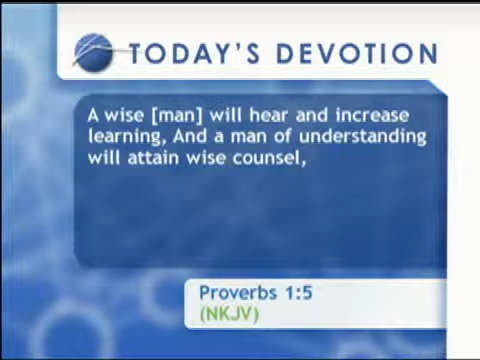 TODAY'S DEVOTION
A wise [man] will hear and increase
learning, And a man of understanding
will attain wise counsel,
Proverbs 1:5
(NKJV)